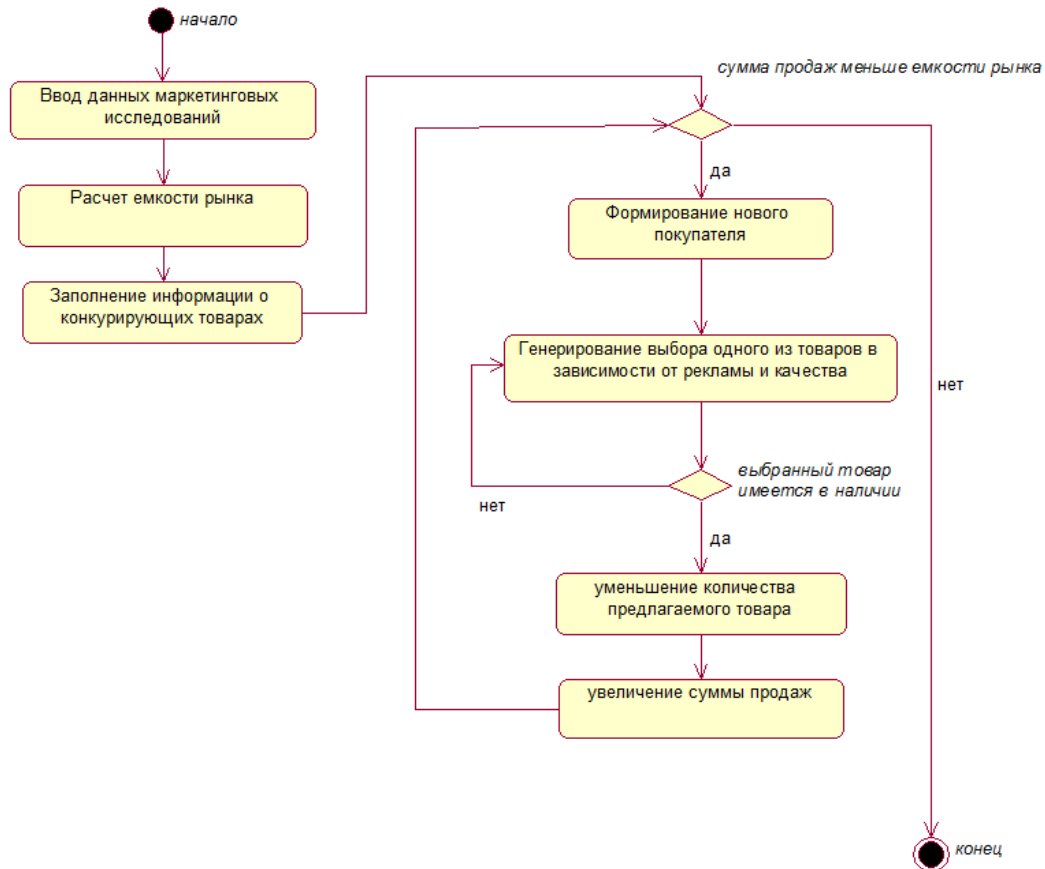 начало
Ввод данных маркетинговых
исследований
Расчет емкости рынка
Заполнение информации о
конкурирующих товарах
сумма продаж меньше емкости рынка
да
Формирование нового
покупателя
Генерирование выбора одного из товаров в
зависимости от рекламы и качества
нет
выбранный товар
имеется в наличии
нет
да
уменьшение количества
предлагаемого товара
увеличение суммы продаж
конец